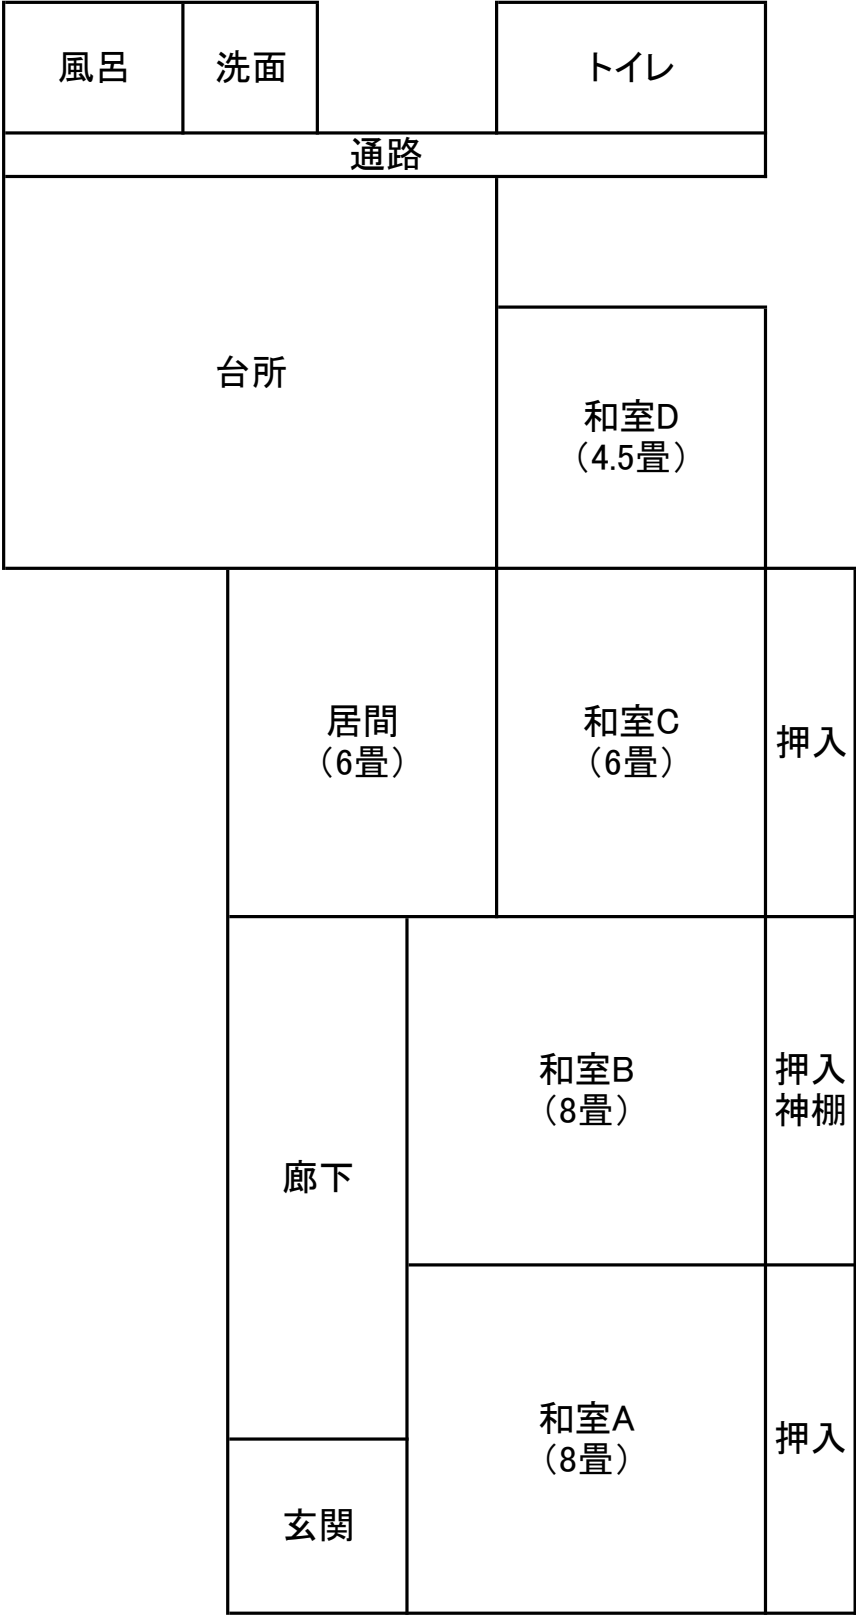 風呂
洗面
トイレ
通路
台所
和室D
（4.5畳）
居間
（6畳）
和室C
（6畳）
押入
和室B
（8畳）
押入
神棚
廊下
和室A
（8畳）
押入
玄関